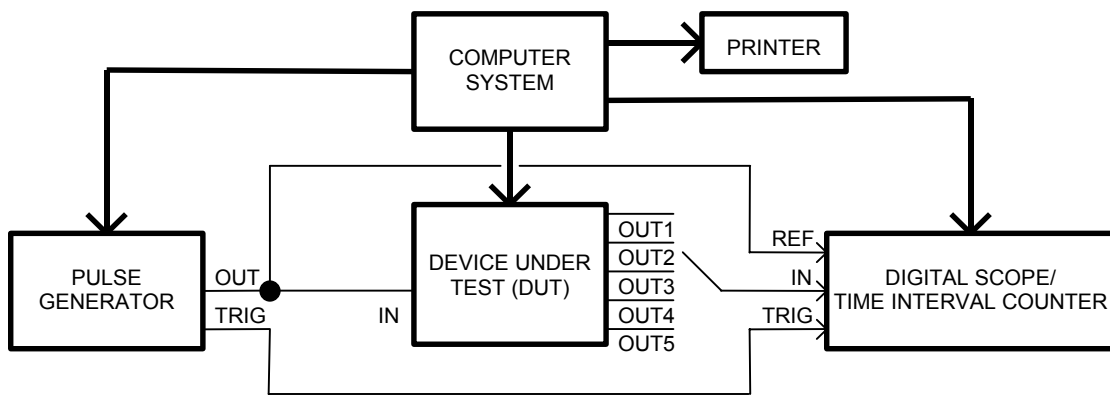 COMPUTER
SYSTEM
PRINTER
PULSE
GENERATOR
OUT
TRIG
IN
DEVICE UNDER
TEST (DUT)
OUT1
OUT2
OUT3
OUT4
OUT5
REF
IN
TRIG
DIGITAL SCOPE/
TIME INTERVAL COUNTER